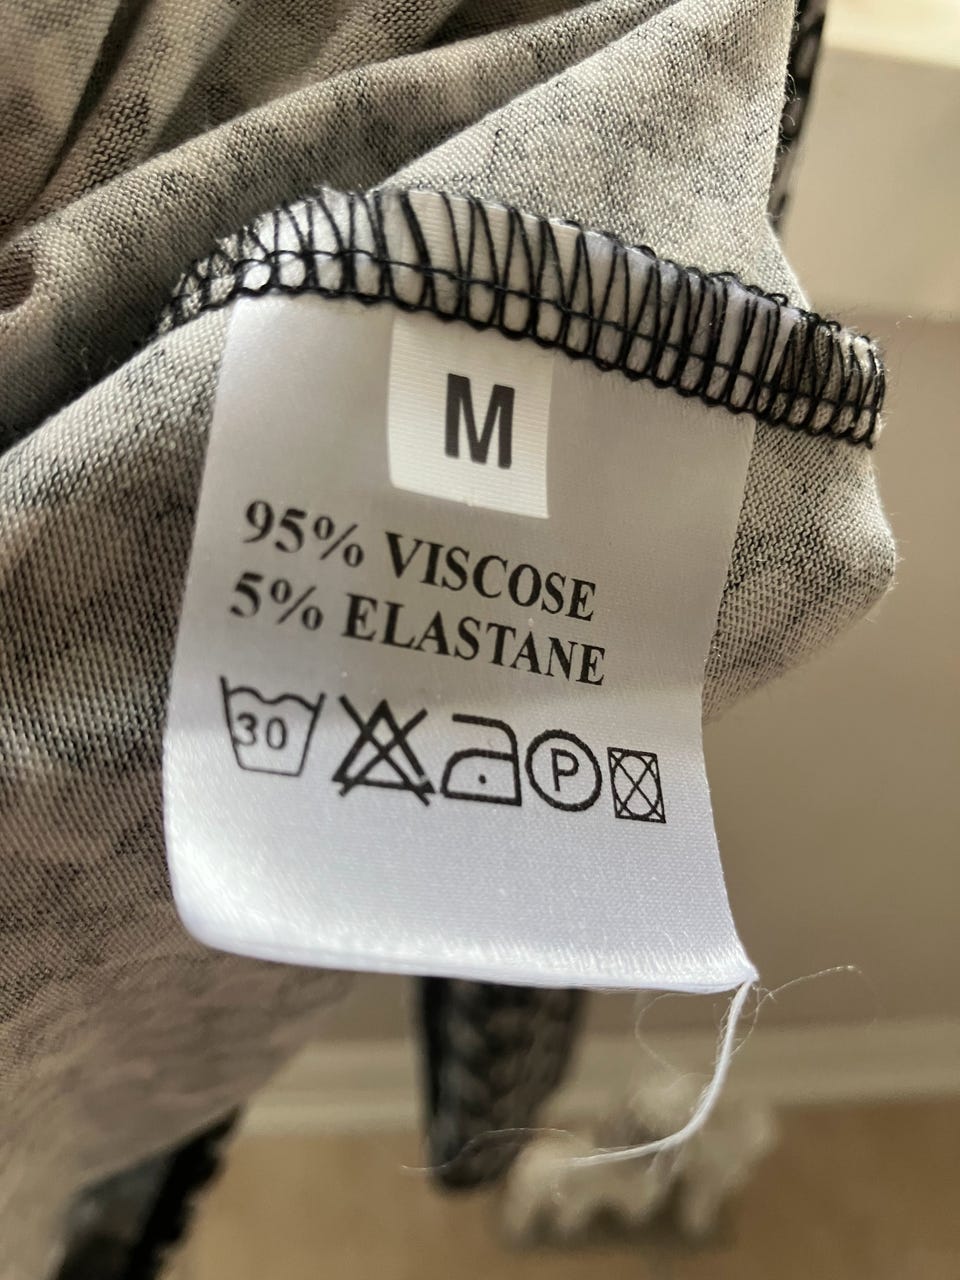 M
95% VISCOSE
5% ELASTANE
30 P